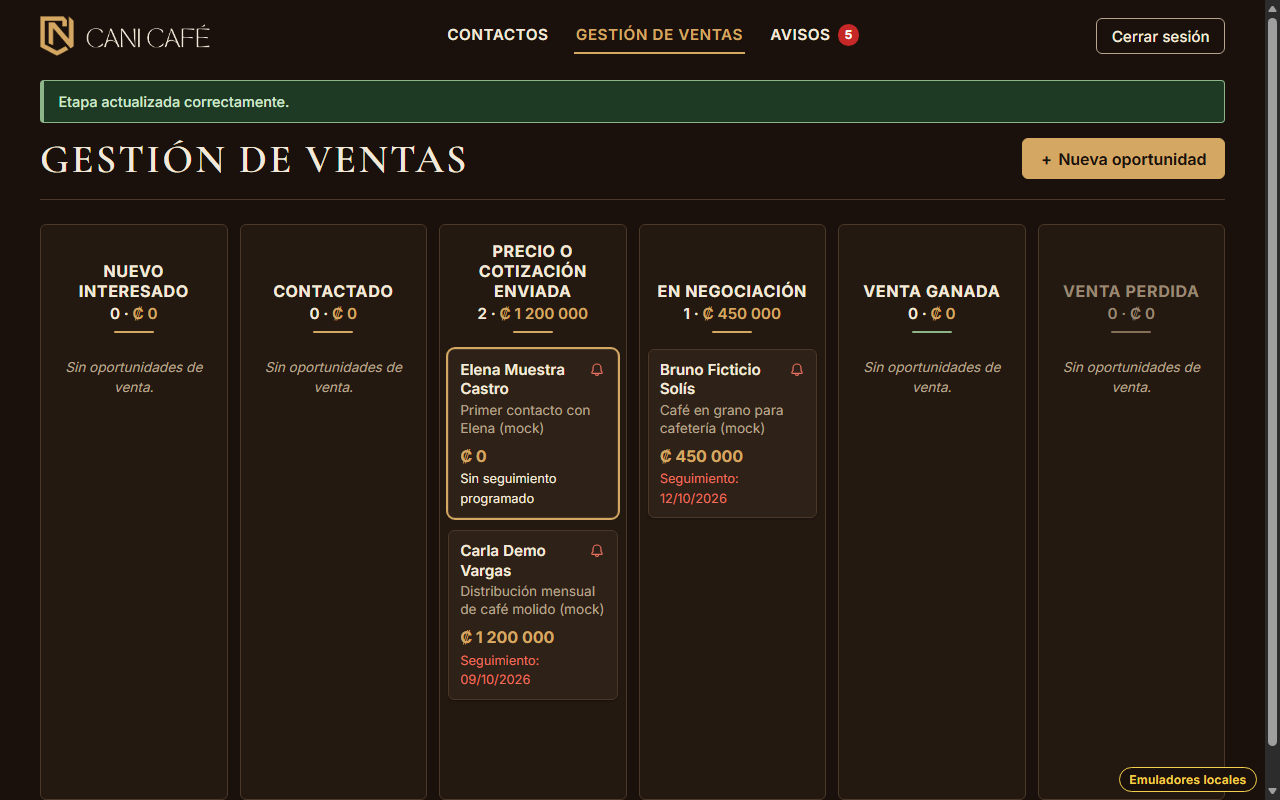 CANI CAFÉ
CONTACTOS
GESTIÓN DE VENTAS
AVISOS 5
Cerrar sesión
Etapa actualizada correctamente.
GESTIÓN DE VENTAS
+ Nueva oportunidad
NUEVO
INTERESADO
0 · ₡ 0
Sin oportunidades de
venta.
CONTACTADO
0 · ₡ 0
Sin oportunidades de
venta.
PRECIO O
COTIZACIÓN
ENVIADA
2 · ₡ 1 200 000
Elena Muestra
Castro
Primer contacto con
Elena (mock)
₡ 0
Sin seguimiento
programado
Carla Demo
Vargas
Distribución mensual
de café molido (mock)
₡ 1 200 000
Seguimiento:
09/10/2026
EN NEGOCIACIÓN
1 · ₡ 450 000
Bruno Ficticio
Solís
Café en grano para
cafetería (mock)
₡ 450 000
Seguimiento:
12/10/2026
VENTA GANADA
0 · ₡ 0
Sin oportunidades de
venta.
VENTA PERDIDA
0 · ₡ 0
Sin oportunidades de
venta.
Emuladores locales